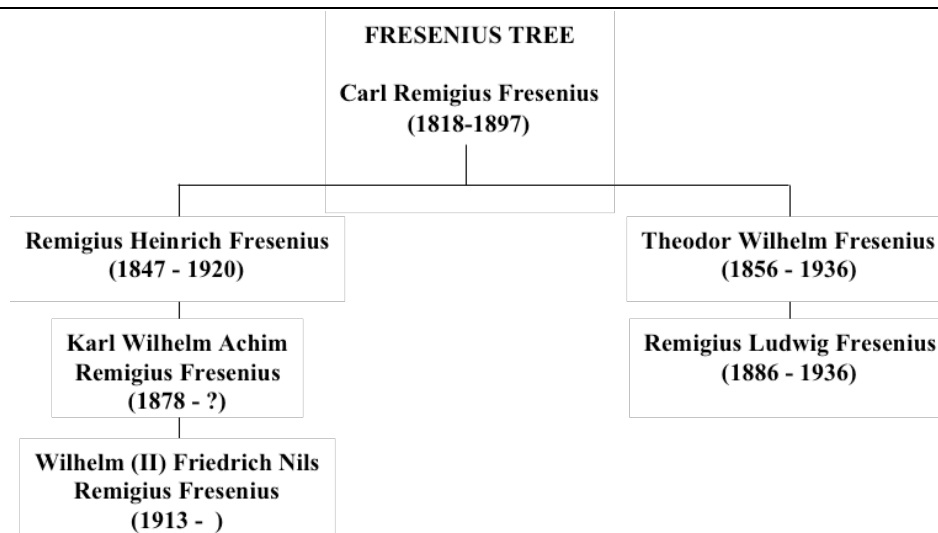 FRESENIUS TREE
Carl Remigius Fresenius
(1818-1897)
Remigius Heinrich Fresenius
(1847 - 1920)
Theodor Wilhelm Fresenius
(1856 - 1936)
Karl Wilhelm Achim
Remigius Fresenius
(1878 - ?)
Remigius Ludwig Fresenius
(1886 - 1936)
Wilhelm (II) Friedrich Nils
Remigius Fresenius
(1913 -  )